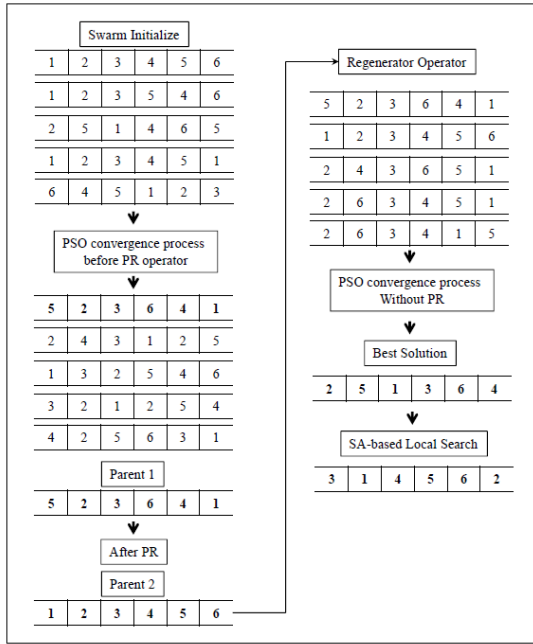 Swarm Initialize
1 2 3 4 5 6
1 2 3 5 4 6
2 5 1 4 6 5
1 2 3 4 5 1
6 4 5 1 2 3
PSO convergence process
before PR operator
5 2 3 6 4 1
2 4 3 1 2 5
1 3 2 5 4 6
3 2 1 2 5 4
4 2 5 6 3 1
Parent 1
5 2 3 6 4 1
After PR
Parent 2
1 2 3 4 5 6
Regenerator Operator
5 2 3 6 4 1
1 2 3 4 5 6
2 4 3 6 5 1
2 6 3 4 5 1
2 6 3 4 1 5
PSO convergence process
Without PR
Best Solution
2 5 1 3 6 4
SA-based Local Search
3 1 4 5 6 2